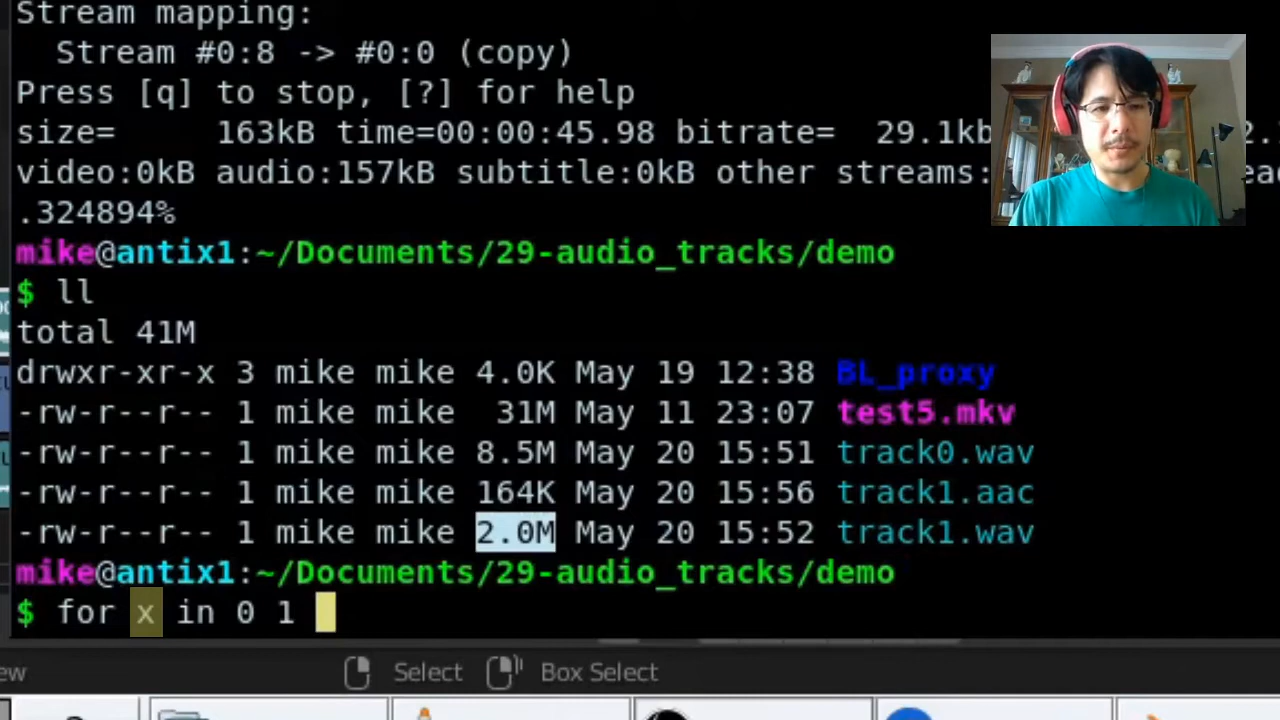 Stream mapping:
Stream #0:8 -> #0:0 (copy)
Press [q] to stop, [?] for help
size=     163kB time=00:00:45.98 bitrate=  29.1kb
video:0kB audio:157kB subtitle:0kB other streams:
.324894%
mike@antix1:~/Documents/29-audio_tracks/demo
$ ll
total 41M
drwxr-xr-x 3 mike mike 4.0K May 19 12:38 BL_proxy
-rw-r--r-- 1 mike mike  31M May 11 23:07 test5.mkv
-rw-r--r-- 1 mike mike 8.5M May 20 15:51 track0.wav
-rw-r--r-- 1 mike mike 164K May 20 15:56 track1.aac
-rw-r--r-- 1 mike mike 2.0M May 20 15:52 track1.wav
mike@antix1:~/Documents/29-audio_tracks/demo
$ for x in 0 1
ew Select Box Select